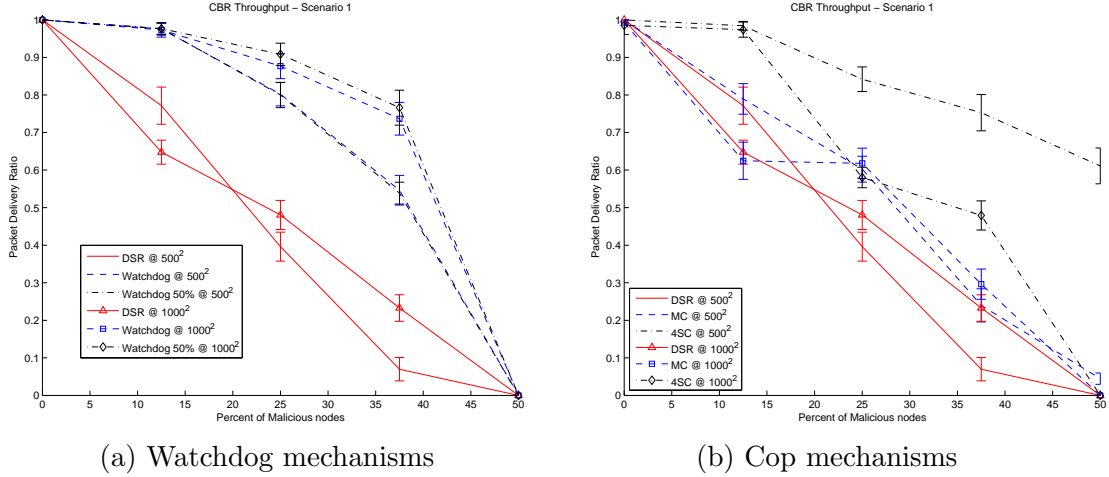 CBR Throughput – Scenario 1
1
0.9
0.8
0.7
0.6
0.5
0.4
0.3
0.2
0.1
0
Packet Delivery Ratio
DSR @ 500²
Watchdog @ 500²
Watchdog 50% @ 500²
DSR @ 1000²
Watchdog @ 1000²
Watchdog 50% @ 1000²
0 5 10 15 20 25 30 35 40 45 50
Percent of Malicious nodes
(a) Watchdog mechanisms
CBR Throughput – Scenario 1
1
0.9
0.8
0.7
0.6
0.5
0.4
0.3
0.2
0.1
0
Packet Delivery Ratio
DSR @ 500²
MC @ 500²
4SC @ 500²
DSR @ 1000²
MC @ 1000²
4SC @ 1000²
0 5 10 15 20 25 30 35 40 45 50
Percent of Malicious nodes
(b) Cop mechanisms